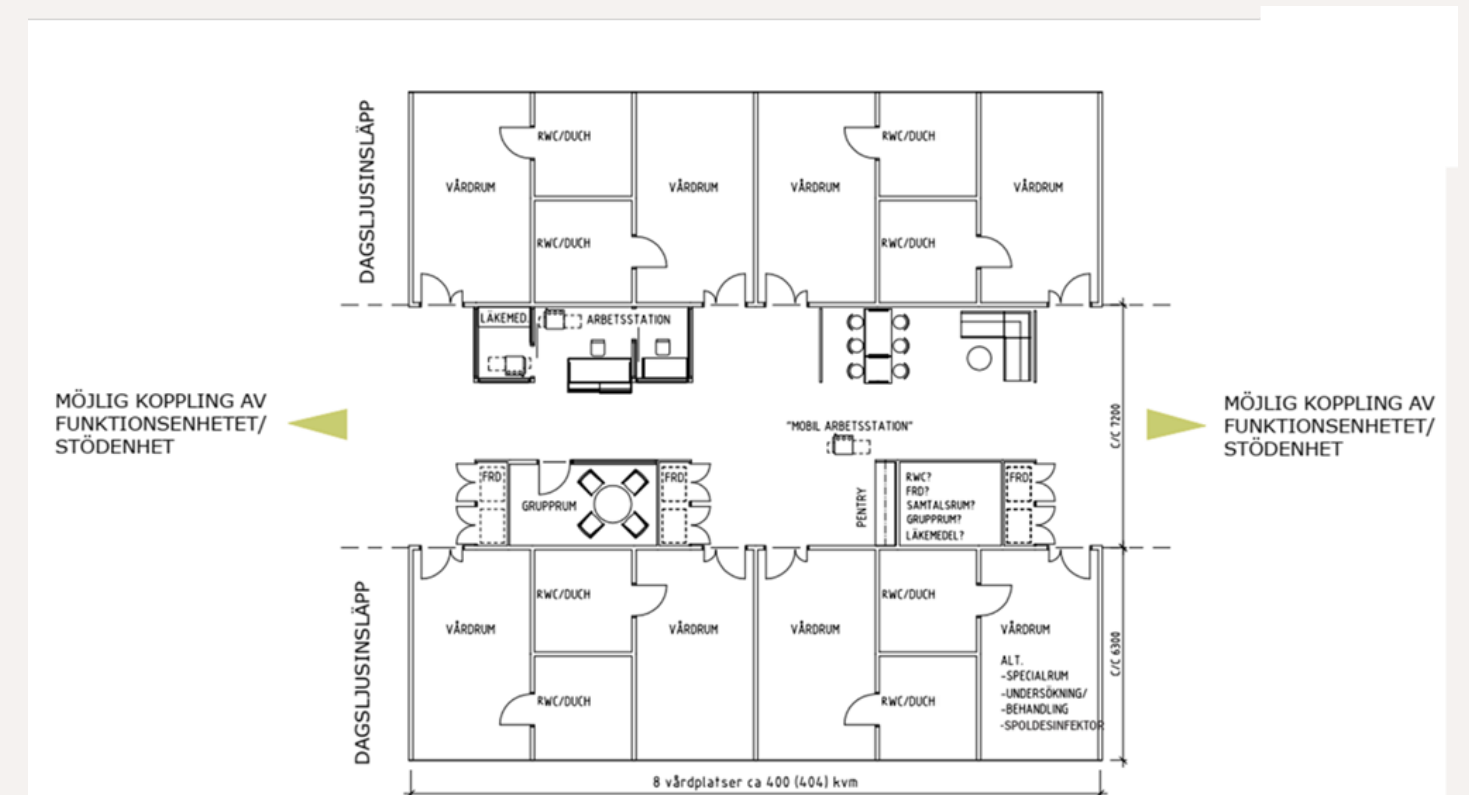 DAGSLJUSINSLÄPP
RWC/DUCH
RWC/DUCH
VÅRDRUM
VÅRDRUM
VÅRDRUM
VÅRDRUM
RWC/DUCH
RWC/DUCH
LÄKEMED.
ARBETSSTATION
MÖJLIG KOPPLING AV
FUNKTIONSENHETET/
STÖDENHET
"MOBIL ARBETSSTATION"
C/C 7200
MÖJLIG KOPPLING AV
FUNKTIONSENHETET/
STÖDENHET
FRD
GRUPPRUM
FRD
PENTRY
RWC?
FRD?
SAMTALSRUM?
GRUPPRUM?
LÄKEMEDEL?
FRD
DAGSLJUSINSLÄPP
RWC/DUCH
RWC/DUCH
VÅRDRUM
VÅRDRUM
VÅRDRUM
VÅRDRUM
ALT.
-SPECIALRUM
-UNDERSÖKNING/
-BEHANDLING
-SPOLDESINFEKTOR
C/C 6300
RWC/DUCH
RWC/DUCH
8 vårdplatser ca 400 (404) kvm